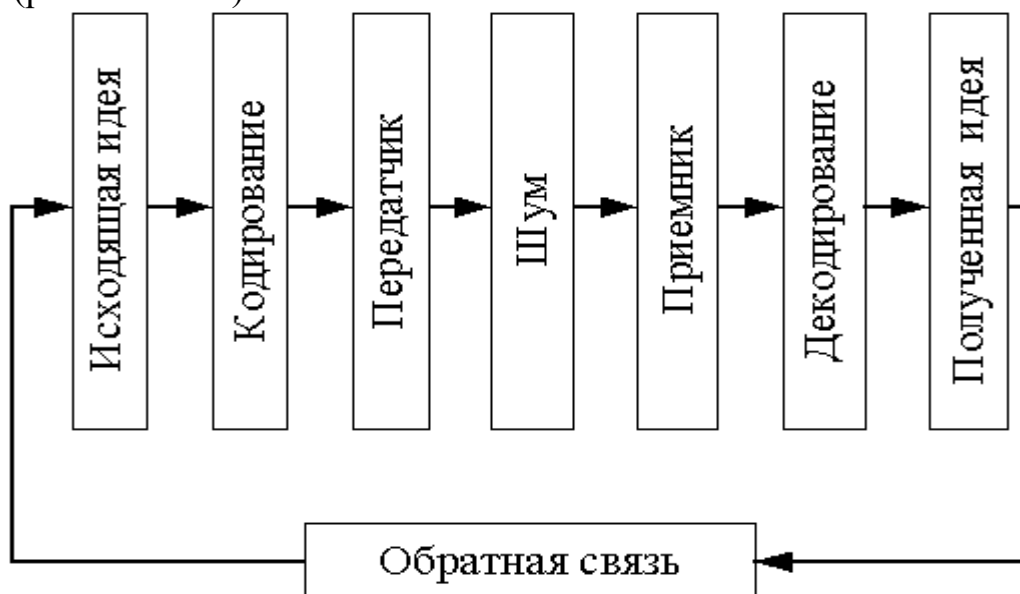 Исходящая идея
Кодирование
Передатчик
Шум
Приемник
Декодирование
Полученная идея
Обратная связь